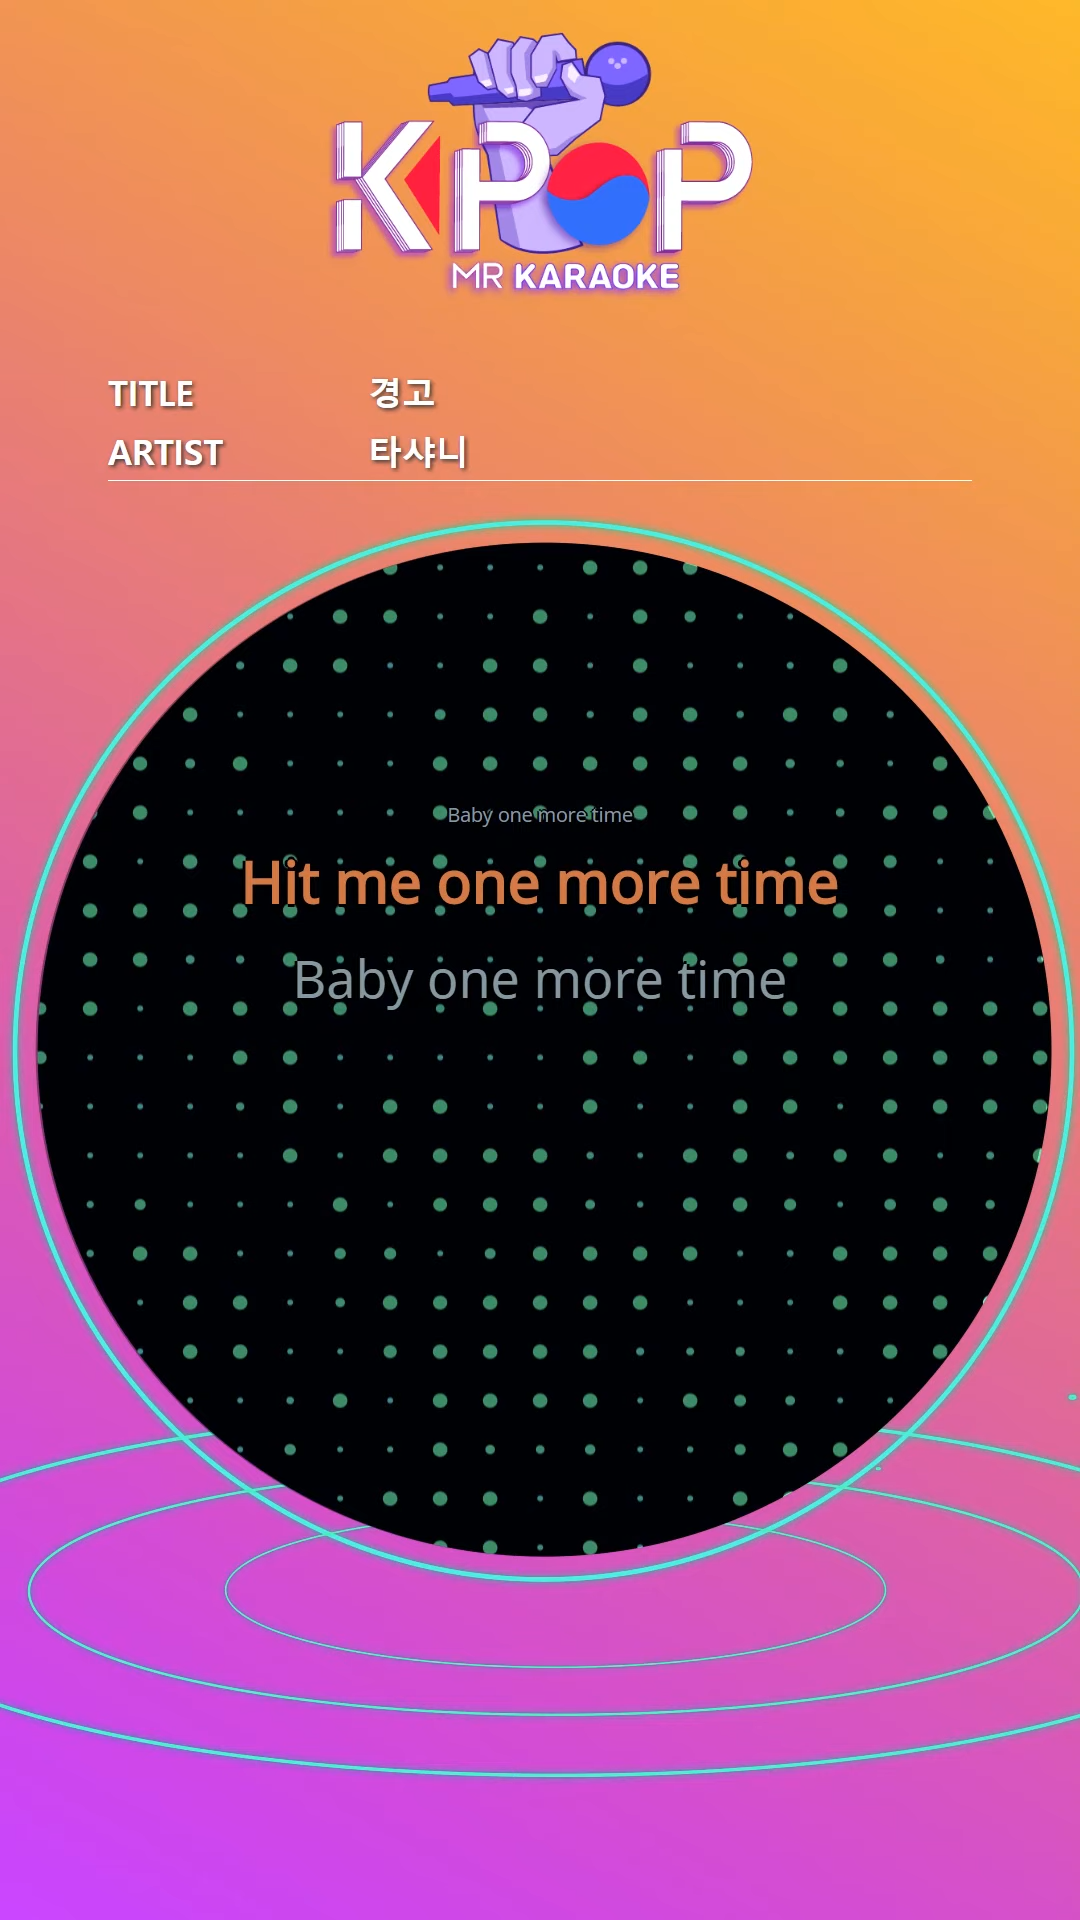 KPOP
MR KARAOKE
TITLE 경고
ARTIST 타샤니
Baby one more time
Hit me one more time
Baby one more time